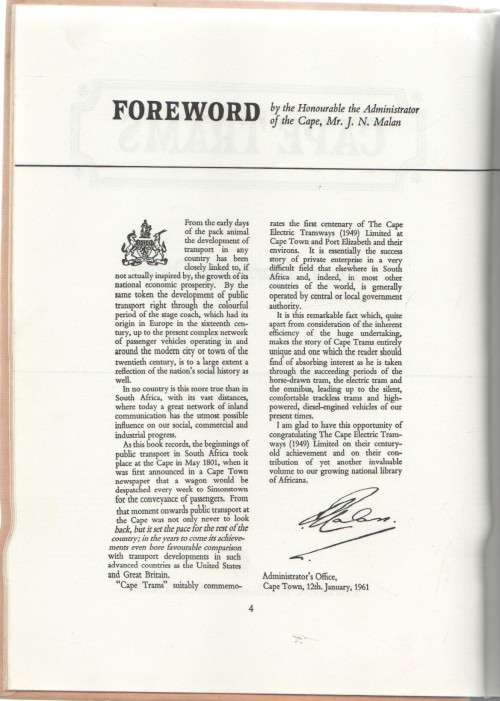 FOREWORD
by the Honourable the Administrator
of the Cape, Mr. J. N. Malan
From the early days
of the pack animal
the development of
transport in any
country has been
closely linked to, if
not actually inspired by, the growth of its
national economic prosperity. By the
same token the development of public
transport right through the colourful
period of the stage coach, which had its
origin in Europe in the sixteenth cen-
tury, up to the present complex network
of passenger vehicles operating in and
around the modern city or town of the
twentieth century, is to a large extent a
reflection of the nation's social history as
well.
In no country is this more true than in
South Africa, with its vast distances,
where today a great network of inland
communication has the utmost possible
influence on our social, commercial and
industrial progress.
As this book records, the beginnings of
public transport in South Africa took
place at the Cape in May 1801, when it
was first announced in a Cape Town
newspaper that a wagon would be
despatched every week to Simonstown
for the conveyance of passengers. From
that moment onwards public transport at
the Cape was not only never to look
back, but it set the pace for the rest of the
country; in the years to come its achieve-
ments even bore favourable comparison
with transport developments in such
advanced countries as the United States
and Great Britain.
"Cape Trams" suitably commemo-
rates the first centenary of The Cape
Electric Tramways (1949) Limited at
Cape Town and Port Elizabeth and their
environs. It is essentially the success
story of private enterprise in a very
difficult field that elsewhere in South
Africa and, indeed, in most other
countries of the world, is generally
operated by central or local government
authority.
It is this remarkable fact which, quite
apart from consideration of the inherent
efficiency of the huge undertaking,
makes the story of Cape Trams entirely
unique and one which the reader should
find of absorbing interest as he is taken
through the succeeding periods of the
horse-drawn tram, the electric tram and
the omnibus, leading up to the silent,
comfortable trackless trams and high-
powered, diesel-engined vehicles of our
present times.
I am glad to have this opportunity of
congratulating The Cape Electric Tram-
ways (1949) Limited on their century-
old achievement and on their con-
tribution of yet another invaluable
volume to our growing national library
of Africana.
Administrator's Office,
Cape Town, 12th. January, 1961
4